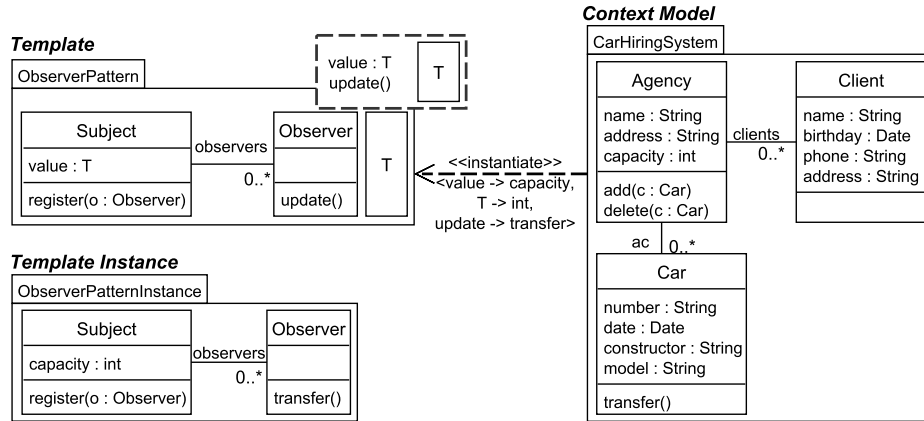 Template
ObserverPattern
value : T
update()
T
Subject
value : T
register(o : Observer)
observers
0..*
Observer
update()
T
<<instantiate>>
<value -> capacity,
T -> int,
update -> transfer>
Template Instance
ObserverPatternInstance
Subject
capacity : int
register(o : Observer)
observers
0..*
Observer
transfer()
Context Model
CarHiringSystem
Agency
name : String
address : String
capacity : int
add(c : Car)
delete(c : Car)
clients
0..*
Client
name : String
birthday : Date
phone : String
address : String
ac
0..*
Car
number : String
date : Date
constructor : String
model : String
transfer()